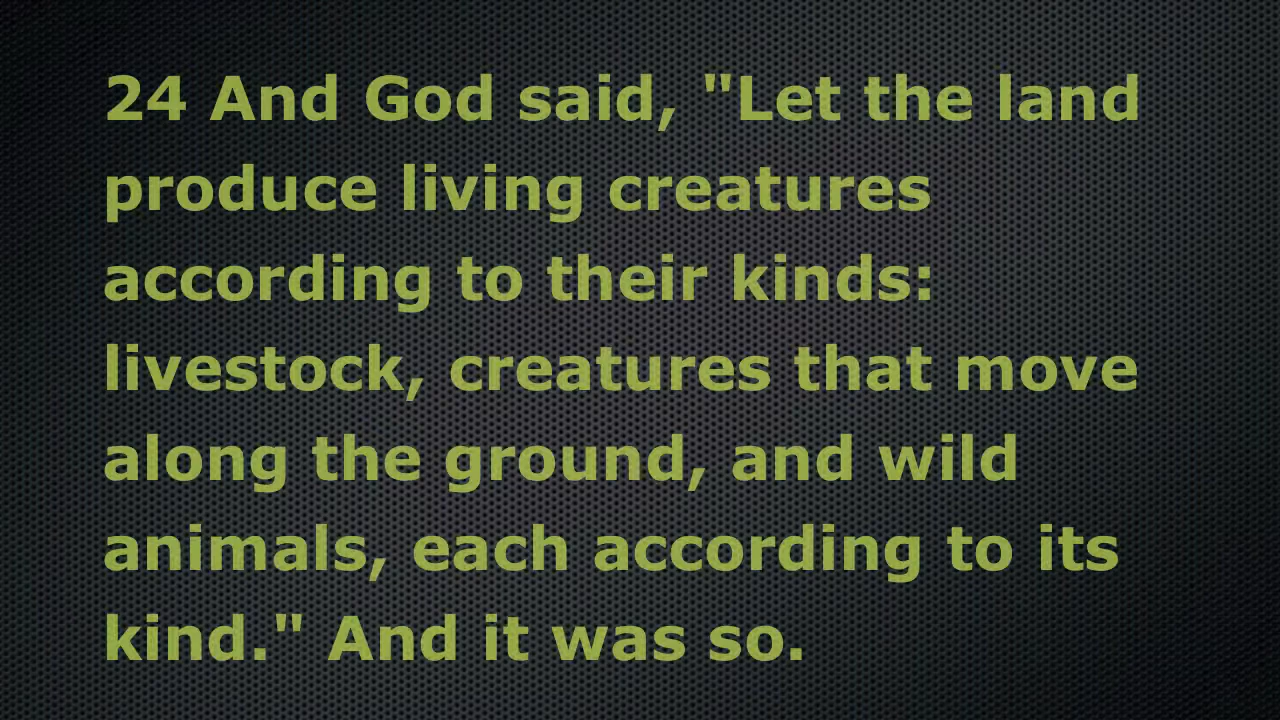 24 And God said, "Let the land
produce living creatures
according to their kinds:
livestock, creatures that move
along the ground, and wild
animals, each according to its
kind." And it was so.